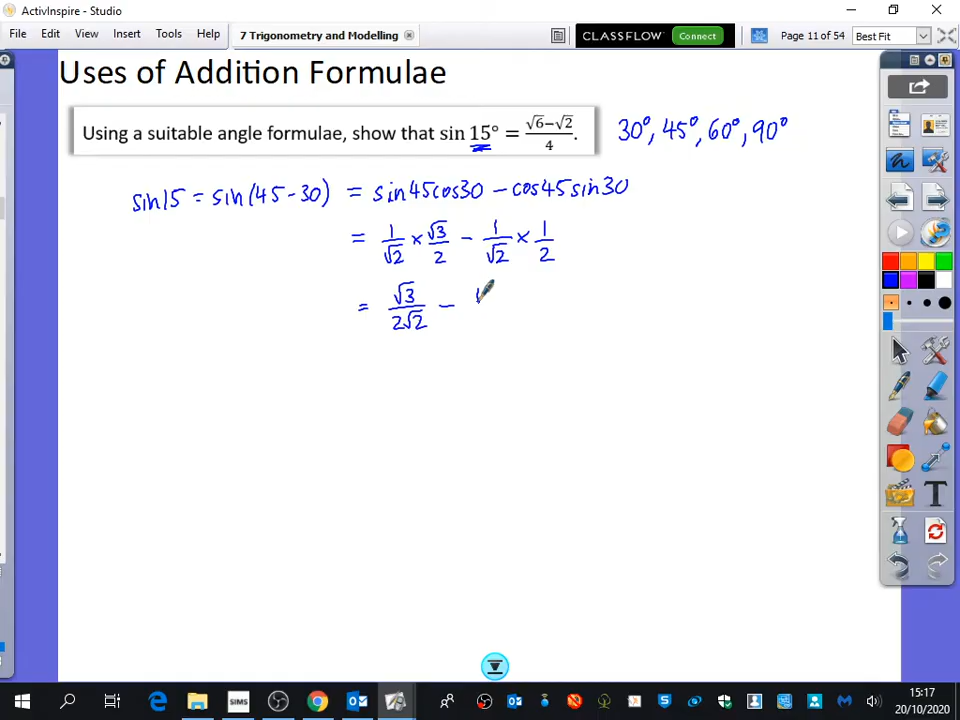 ActivInspire - Studio
File Edit View Insert Tools Help
7 Trigonometry and Modelling
CLASSFLOW Connect
Page 11 of 54
Best Fit
Uses of Addition Formulae
Using a suitable angle formulae, show that sin 15° = (√6−√2)/4.
30°, 45°, 60°, 90°
sin15 = sin(45-30) = sin45cos30 - cos45sin30
= 1/√2 × √3/2 - 1/√2 × 1/2
= √3/2√2 -
T
SIMS
15:17
20/10/2020